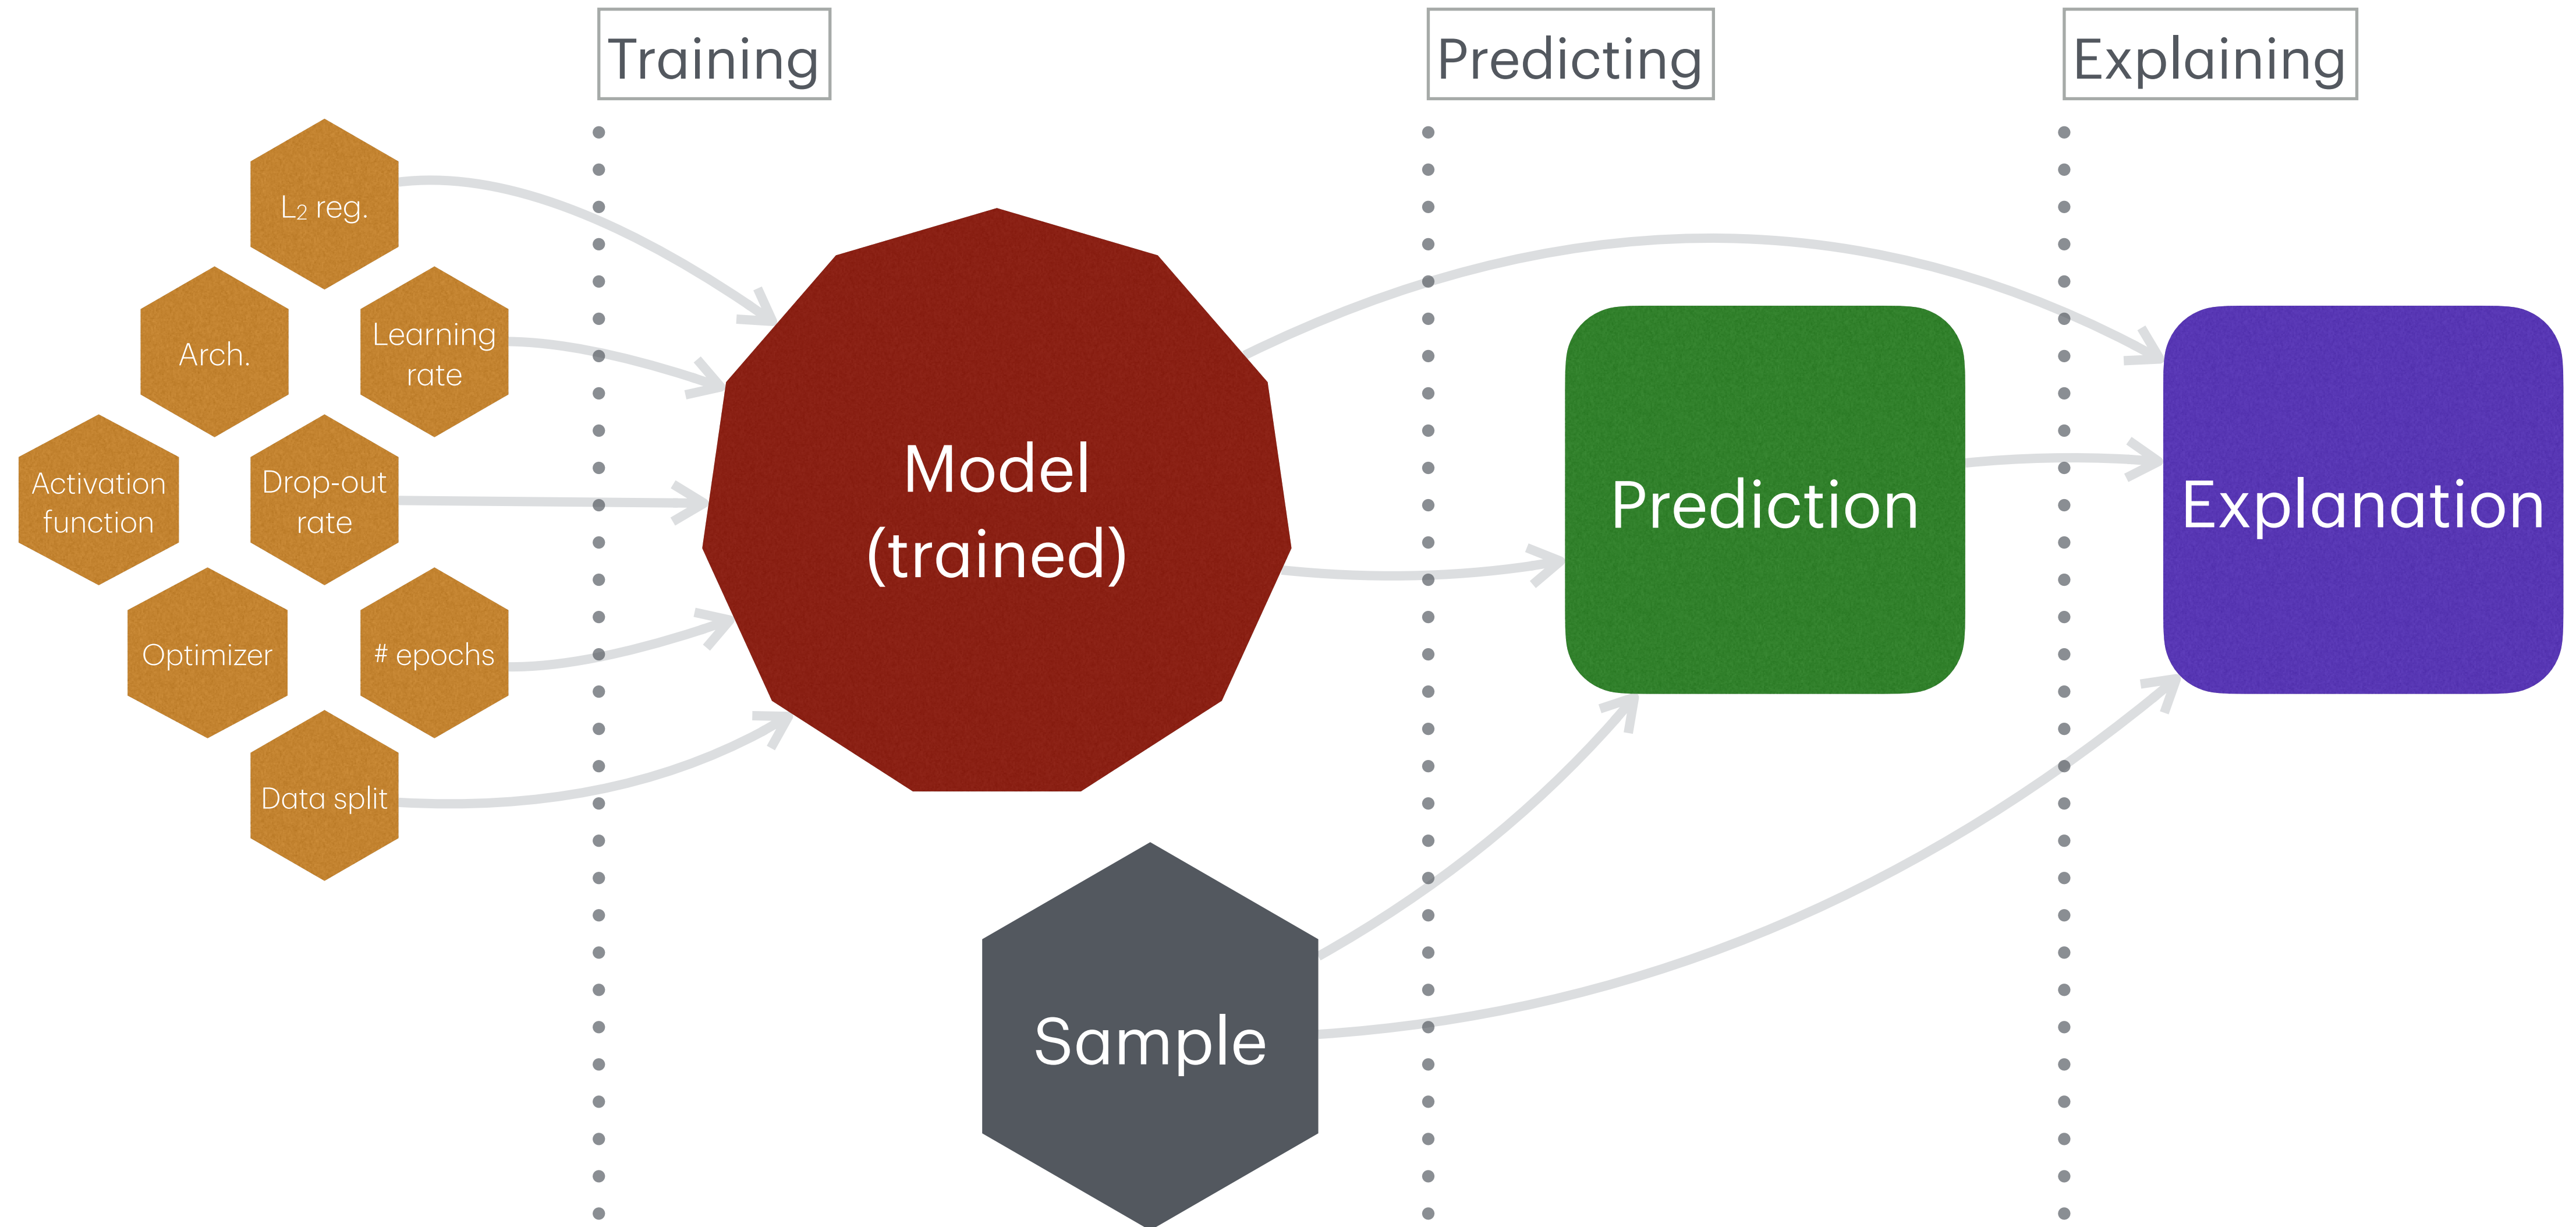 Training
Predicting
Explaining
L₂ reg.
Arch.
Learning
rate
Activation
function
Drop-out
rate
Optimizer
# epochs
Data split
Model
(trained)
Sample
Prediction
Explanation